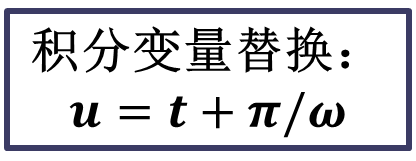 积分变量替换：
u = t + π/ω